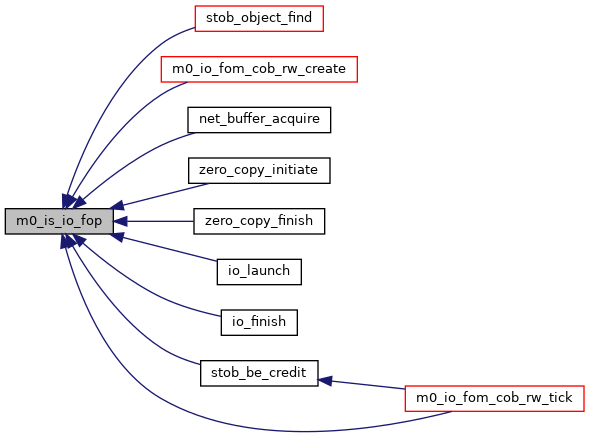 stob_object_find
m0_io_fom_cob_rw_create
net_buffer_acquire
zero_copy_initiate
m0_is_io_fop
zero_copy_finish
io_launch
io_finish
stob_be_credit
m0_io_fom_cob_rw_tick